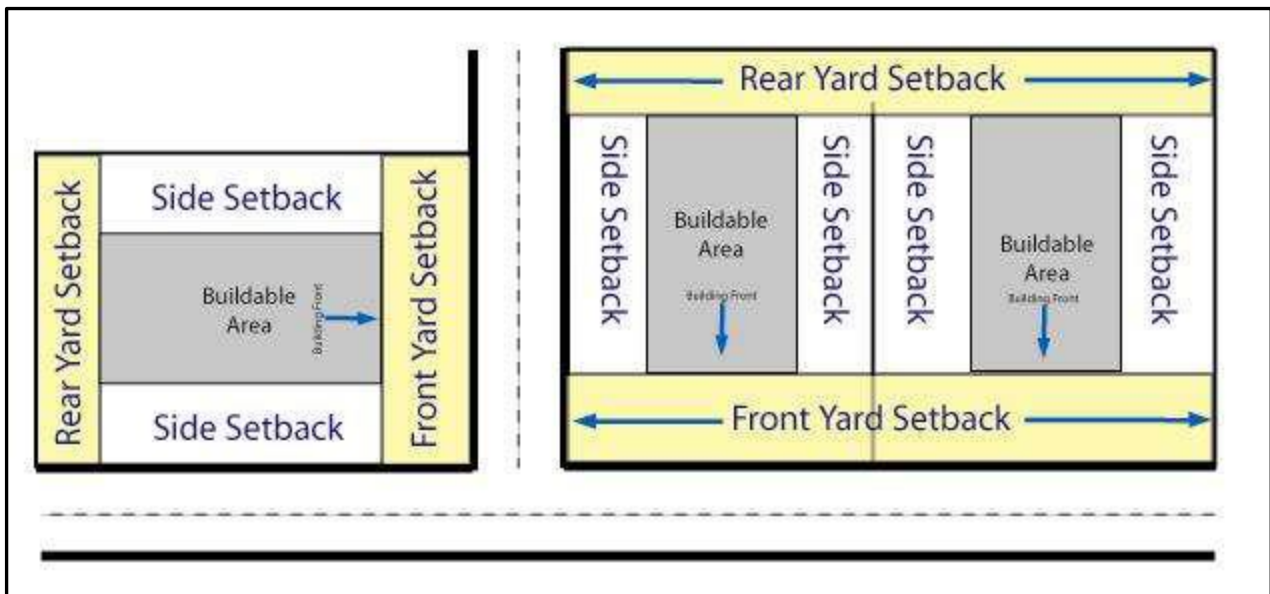 Rear Yard Setback
Side Setback
Buildable
Area
Building Front
Side Setback
Front Yard Setback
Rear Yard Setback
Side Setback
Buildable
Area
Building Front
Side Setback
Side Setback
Buildable
Area
Building Front
Side Setback
Front Yard Setback